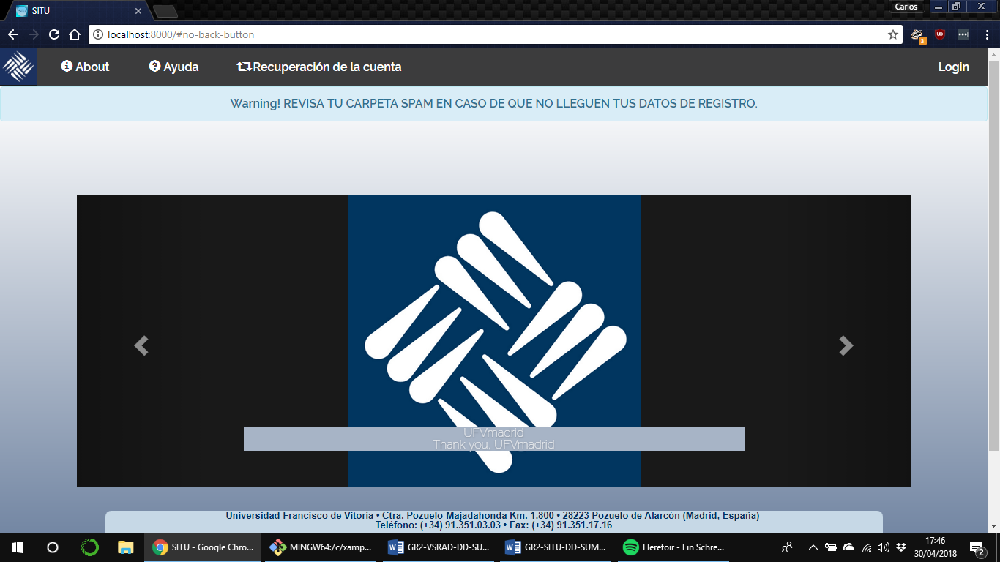 SITU
Carlos
localhost:8000/#no-back-button
3
About
Ayuda
Recuperación de la cuenta
Login
Warning! REVISA TU CARPETA SPAM EN CASO DE QUE NO LLEGUEN TUS DATOS DE REGISTRO.
UFVmadrid
Thank you, UFVmadrid
Universidad Francisco de Vitoria • Ctra. Pozuelo-Majadahonda Km. 1.800 • 28223 Pozuelo de Alarcón (Madrid, España)
Teléfono: (+34) 91.351.03.03 • Fax: (+34) 91.351.17.16
SITU - Google Chro...
MINGW64:/c/xamp...
GR2-VSRAD-DD-SU...
GR2-SITU-DD-SUM...
Heretoir - Ein Schre...
17:46
30/04/2018
2